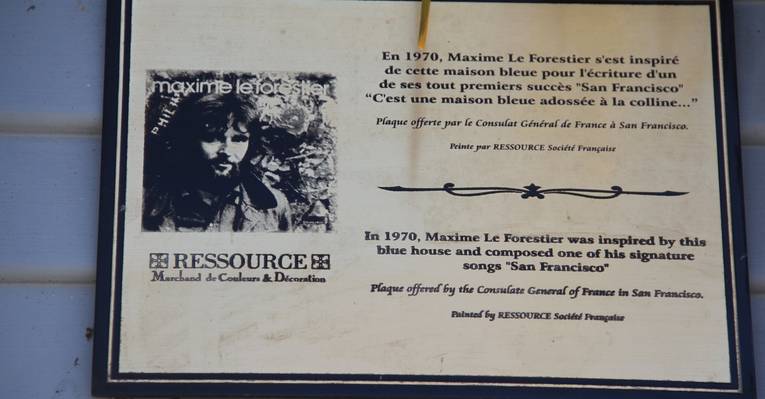 maxime le forestier
PHILIPS
RESSOURCE
Marchand de Couleurs & Décoration
En 1970, Maxime Le Forestier s'est inspiré
de cette maison bleue pour l'écriture d'un
de ses tout premiers succès "San Francisco"
“C'est une maison bleue adossée à la colline...”
Plaque offerte par le Consulat Général de France à San Francisco.
Peinte par RESSOURCE Société Française
In 1970, Maxime Le Forestier was inspired by this
blue house and composed one of his signature
songs "San Francisco"
Plaque offered by the Consulate General of France in San Francisco.
Painted by RESSOURCE Société Française